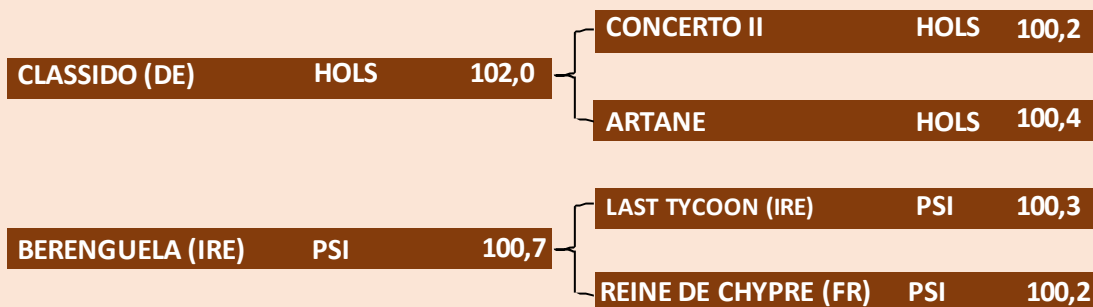 CONCERTO II HOLS 100,2
CLASSIDO (DE) HOLS 102,0
ARTANE HOLS 100,4
LAST TYCOON (IRE) PSI 100,3
BERENGUELA (IRE) PSI 100,7
REINE DE CHYPRE (FR) PSI 100,2